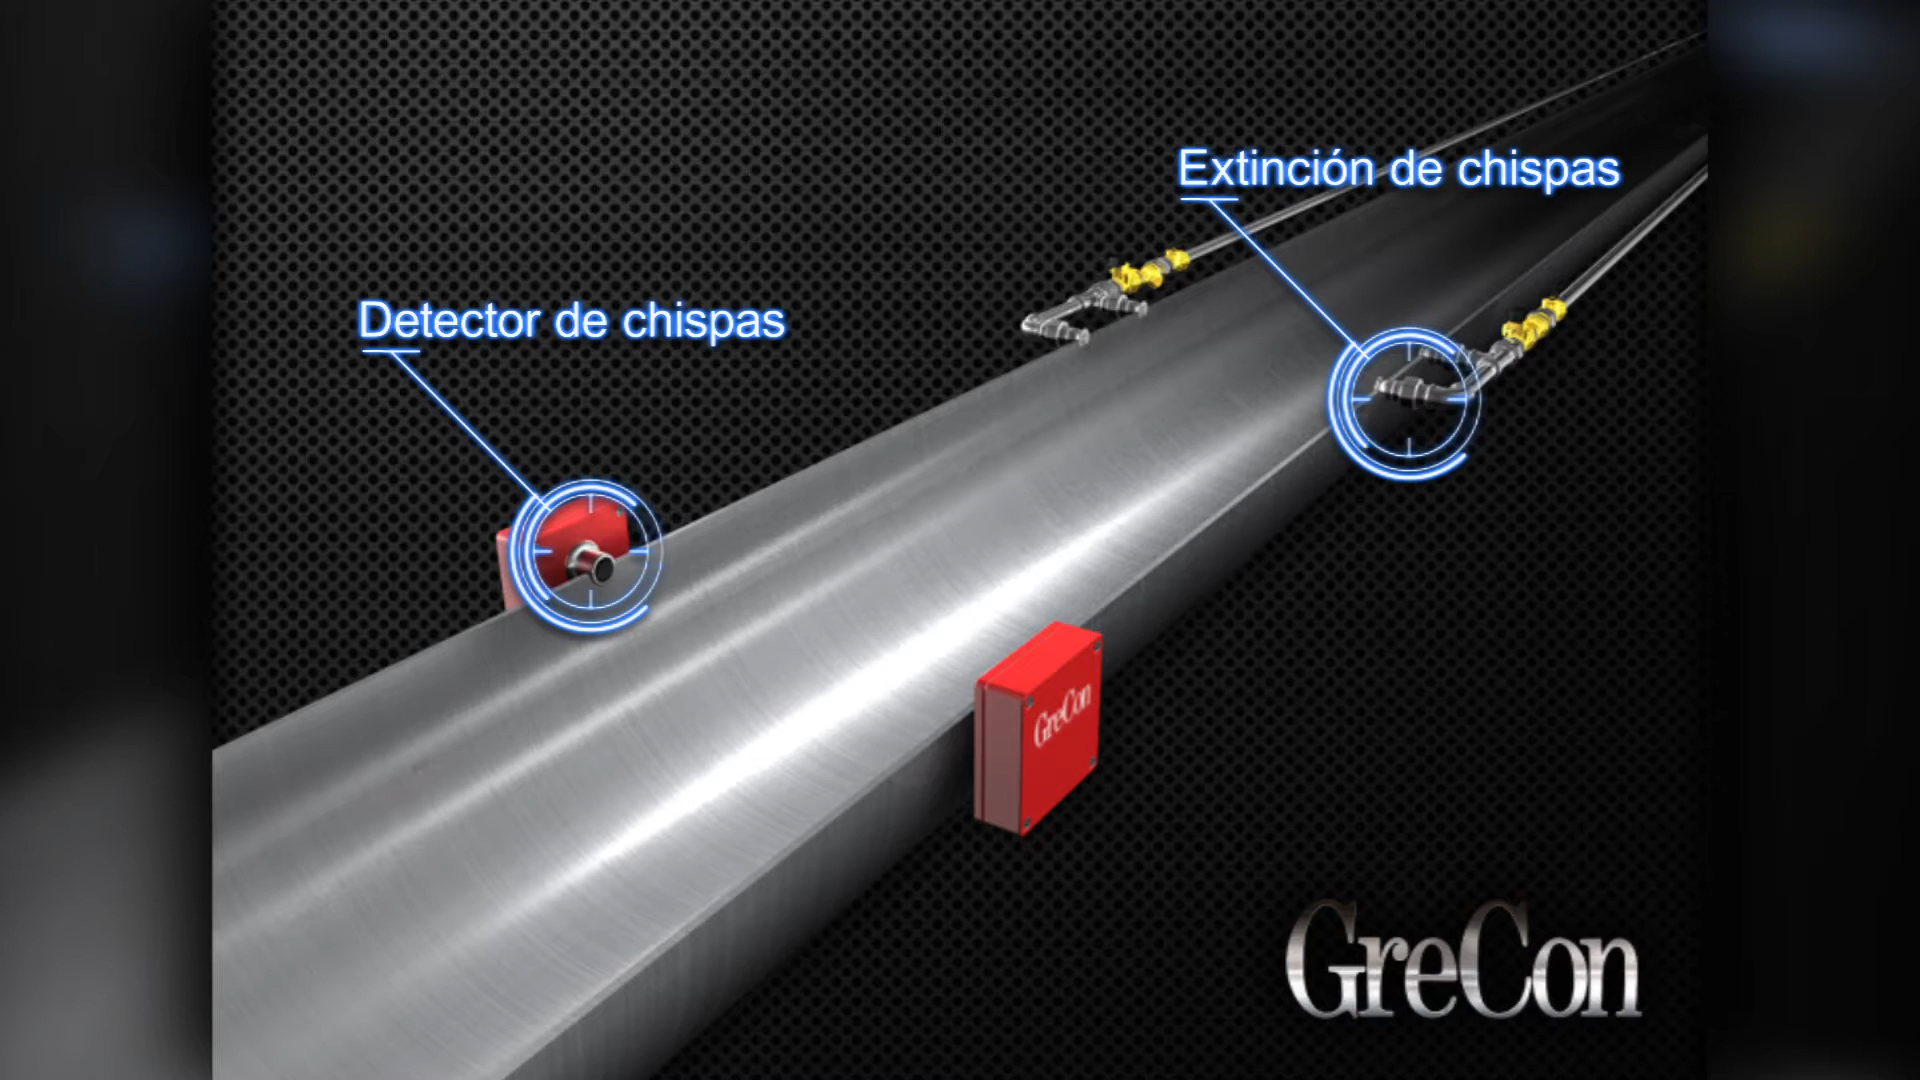 Extinción de chispas
Detector de chispas
GreCon
GreCon